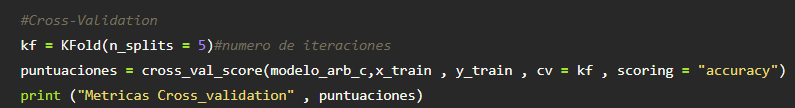 #Cross-Validation
kf = KFold(n_splits = 5)#numero de iteraciones
puntuaciones = cross_val_score(modelo_arb_c,x_train , y_train , cv = kf , scoring = "accuracy")
print ("Metricas Cross_validation" , puntuaciones)